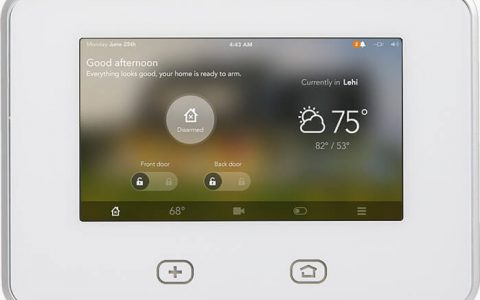 Monday June 25th
4:43 AM
2
Good afternoon
Everything looks good, your home is ready to arm.
Currently in Lehi
75°
82° / 53°
Disarmed
Front door
Back door
68°